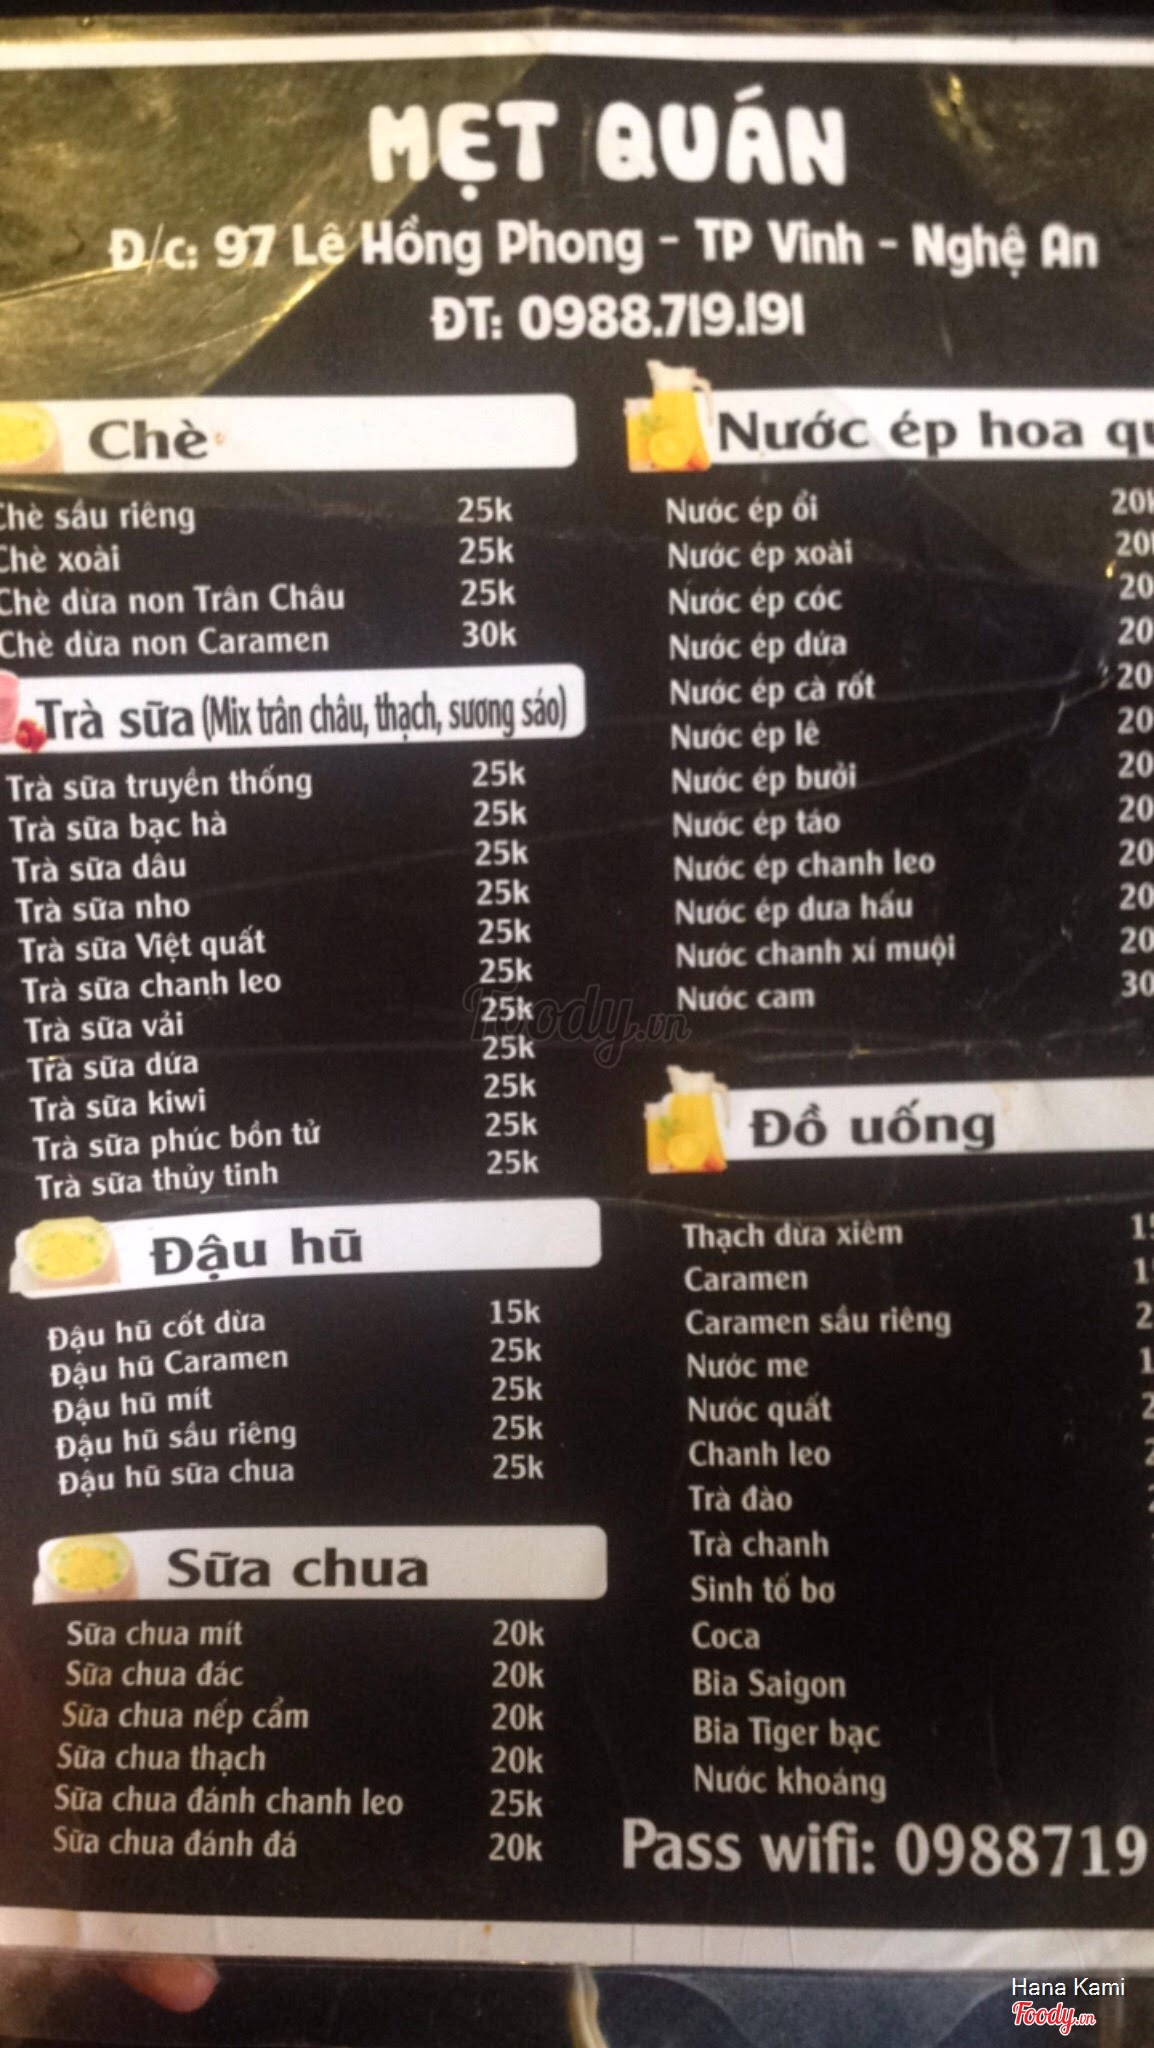 MẸT QUÁN
Đ/c: 97 Lê Hồng Phong - TP Vinh - Nghệ An
ĐT: 0988.719.191
Chè
Chè sầu riêng 25k
Chè xoài 25k
Chè dừa non Trân Châu 25k
Chè dừa non Caramen 30k
Trà sữa (Mix trân châu, thạch, sương sáo)
Trà sữa truyền thống 25k
Trà sữa bạc hà 25k
Trà sữa dâu 25k
Trà sữa nho 25k
Trà sữa Việt quất 25k
Trà sữa chanh leo 25k
Trà sữa vải 25k
Trà sữa dứa 25k
Trà sữa kiwi 25k
Trà sữa phúc bồn tử 25k
Trà sữa thủy tinh 25k
Đậu hũ
Đậu hũ cốt dừa 15k
Đậu hũ Caramen 25k
Đậu hũ mít 25k
Đậu hũ sầu riêng 25k
Đậu hũ sữa chua 25k
Sữa chua
Sữa chua mít 20k
Sữa chua đác 20k
Sữa chua nếp cẩm 20k
Sữa chua thạch 20k
Sữa chua đánh chanh leo 25k
Sữa chua đánh đá 20k
Nước ép hoa
Nước ép ổi 20k
Nước ép xoài 20
Nước ép cóc 20
Nước ép dứa 20
Nước ép cà rốt 20
Nước ép lê 20
Nước ép bưởi 20
Nước ép táo 20
Nước ép chanh leo 20
Nước ép dưa hấu 20
Nước chanh xí muội 20
Nước cam 30
Đồ uống
Thạch dừa xiêm
Caramen
Caramen sầu riêng
Nước me
Nước quất
Chanh leo
Trà đào
Trà chanh
Sinh tố bơ
Coca
Bia Saigon
Bia Tiger bạc
Nước khoáng
Pass wifi: 0988719
Foody.vn
Hana Kami
Foody.vn